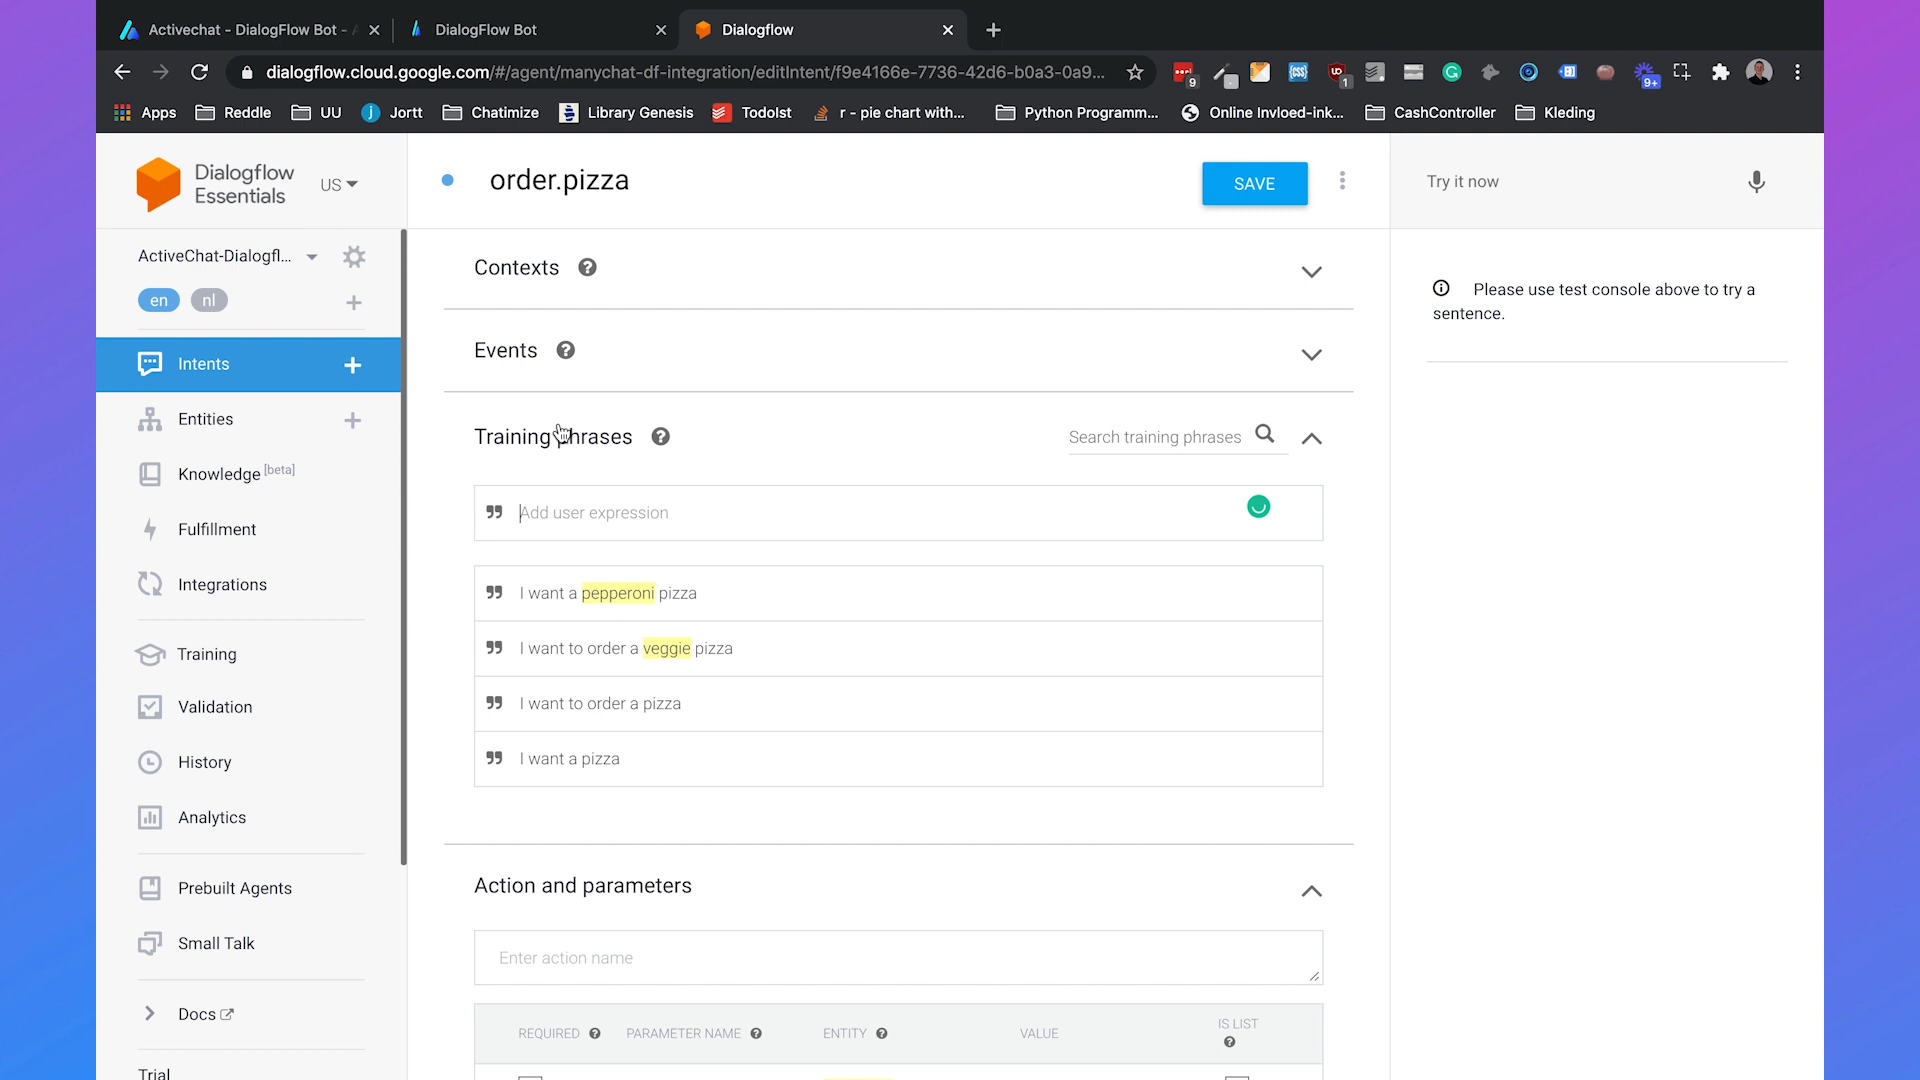 Activechat - DialogFlow Bot -
DialogFlow Bot
Dialogflow
dialogflow.cloud.google.com/#/agent/manychat-df-integration/editIntent/f9e4166e-7736-42d6-b0a3-0a9...
9
1
9+
Apps
Reddle
UU
Jortt
Chatimize
Library Genesis
TodoIst
r - pie chart with...
Python Programm...
Online Invloed-ink...
CashController
Kleding
Dialogflow
Essentials
US
order.pizza
SAVE
Try it now
ActiveChat-Dialogfl...
en
nl
Intents
Entities
Knowledge [beta]
Fulfillment
Integrations
Training
Validation
History
Analytics
Prebuilt Agents
Small Talk
Docs
Trial
Contexts
Events
Training phrases
Search training phrases
Add user expression
I want a pepperoni pizza
I want to order a veggie pizza
I want to order a pizza
I want a pizza
Action and parameters
Enter action name
REQUIRED
PARAMETER NAME
ENTITY
VALUE
IS LIST
Please use test console above to try a
sentence.